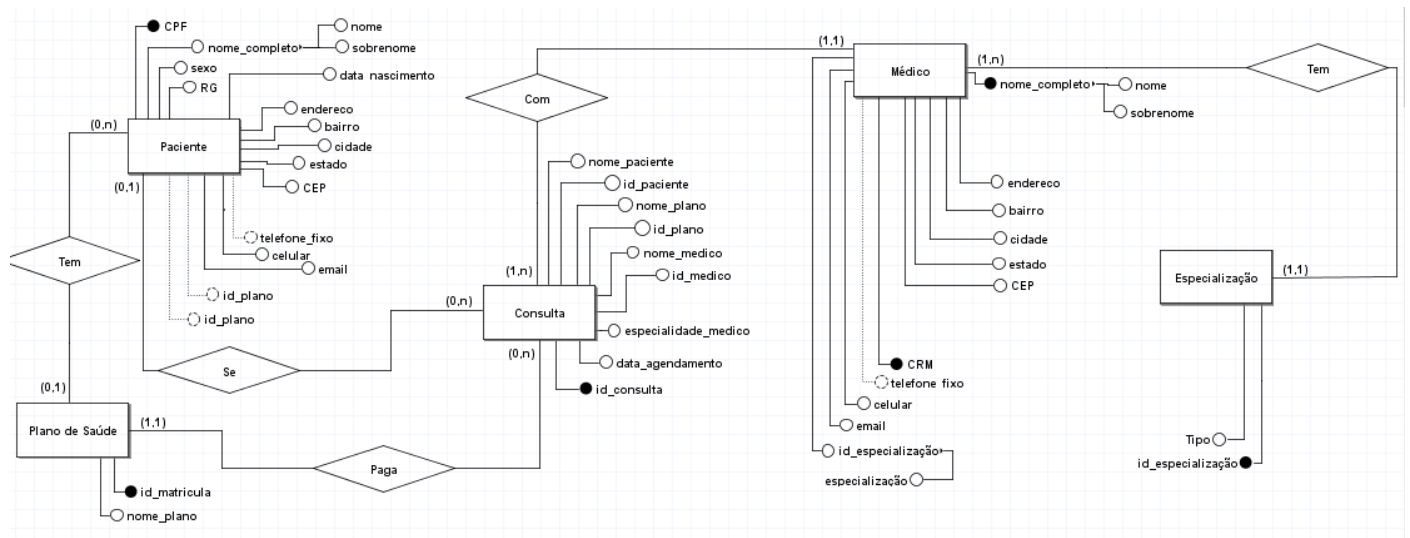 CPF
nome_completo
nome
sobrenome
sexo
data nascimento
RG
endereco
bairro
cidade
estado
CEP
(0,n)
Paciente
(0,1)
telefone_fixo
celular
email
id_plano
id_plano
Tem
(0,1)
Plano de Saúde
(1,1)
id_matricula
nome_plano
Se
Paga
Com
(1,n)
(0,n)
Consulta
(0,n)
nome_paciente
id_paciente
nome_plano
id_plano
nome_medico
id_medico
especialidade_medico
data_agendamento
id_consulta
(1,1)
Médico
(1,n)
nome_completo
nome
sobrenome
endereco
bairro
cidade
estado
CEP
CRM
telefone fixo
celular
email
id_especialização
especialização
Tem
Especialização
(1,1)
Tipo
id_especialização